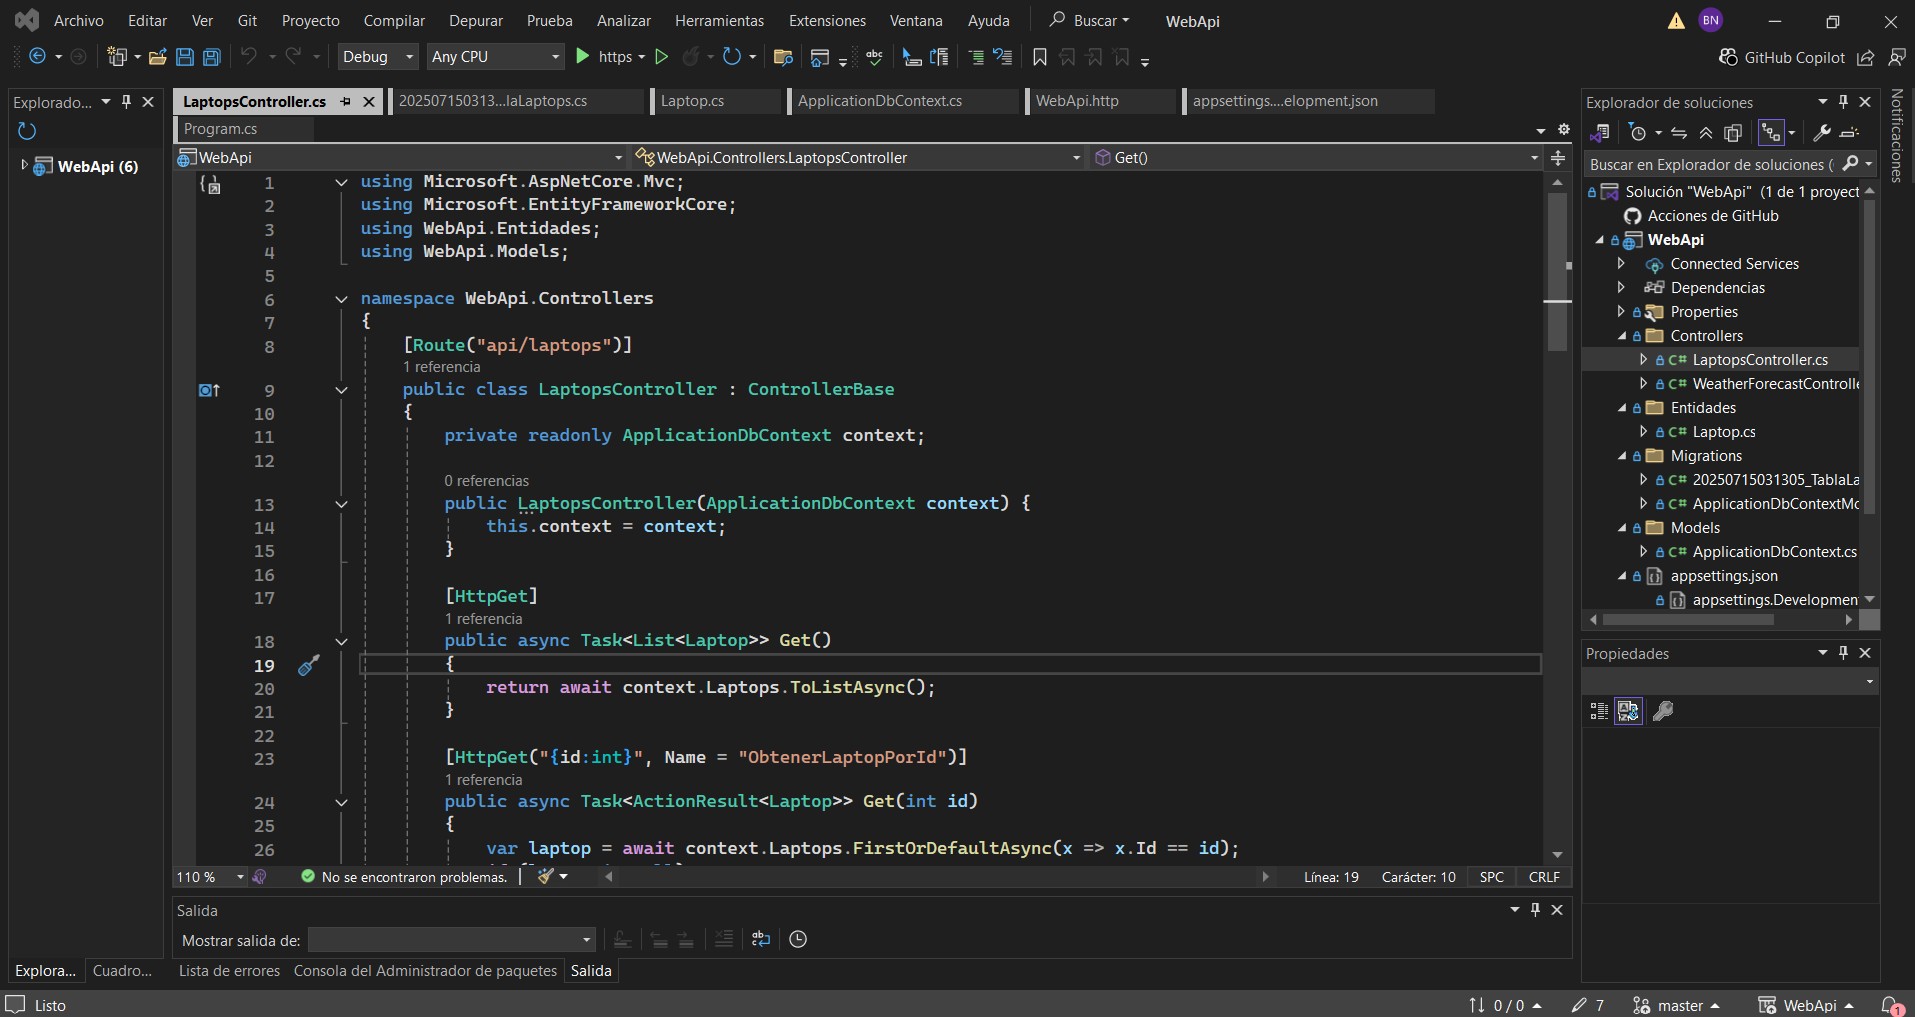 Archivo Editar Ver Git Proyecto Compilar Depurar Prueba Analizar Herramientas Extensiones Ventana Ayuda Buscar WebApi BN
Debug Any CPU https abc GitHub Copilot
Explorado...
WebApi (6)
LaptopsController.cs 202507150313...laLaptops.cs Laptop.cs ApplicationDbContext.cs WebApi.http appsettings....elopment.json
Program.cs
WebApi WebApi.Controllers.LaptopsController Get()
1 using Microsoft.AspNetCore.Mvc;
2 using Microsoft.EntityFrameworkCore;
3 using WebApi.Entidades;
4 using WebApi.Models;
5
6 namespace WebApi.Controllers
7 {
8 [Route("api/laptops")]
1 referencia
9 public class LaptopsController : ControllerBase
10 {
11 private readonly ApplicationDbContext context;
12
0 referencias
13 public LaptopsController(ApplicationDbContext context) {
14 this.context = context;
15 }
16
17 [HttpGet]
1 referencia
18 public async Task<List<Laptop>> Get()
19 {
20 return await context.Laptops.ToListAsync();
21 }
22
23 [HttpGet("{id:int}", Name = "ObtenerLaptopPorId")]
1 referencia
24 public async Task<ActionResult<Laptop>> Get(int id)
25 {
26 var laptop = await context.Laptops.FirstOrDefaultAsync(x => x.Id == id);
110 % No se encontraron problemas. Línea: 19 Carácter: 10 SPC CRLF
Salida
Mostrar salida de:
Explora... Cuadro... Lista de errores Consola del Administrador de paquetes Salida
Explorador de soluciones
Buscar en Explorador de soluciones (
Solución "WebApi" (1 de 1 proyect
Acciones de GitHub
WebApi
Connected Services
Dependencias
Properties
Controllers
C# LaptopsController.cs
C# WeatherForecastControlle
Entidades
C# Laptop.cs
Migrations
C# 20250715031305_TablaLa
C# ApplicationDbContextMo
Models
C# ApplicationDbContext.cs
appsettings.json
appsettings.Developmen
Propiedades
Notificaciones
Listo 0 / 0 7 master WebApi 1